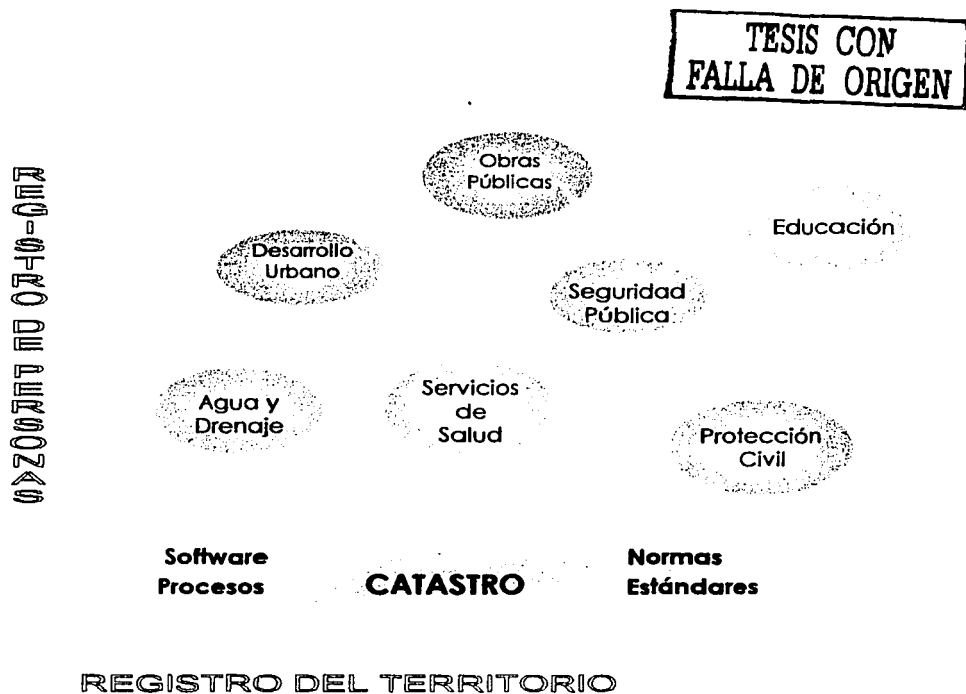 TESIS CON
FALLA DE ORIGEN
REGISTRO DE PERSONAS
Obras
Públicas
Educación
Desarrollo
Urbano
Seguridad
Pública
Agua y
Drenaje
Servicios
de
Salud
Protección
Civil
Software
Procesos
CATASTRO
Normas
Estándares
REGISTRO DEL TERRITORIO